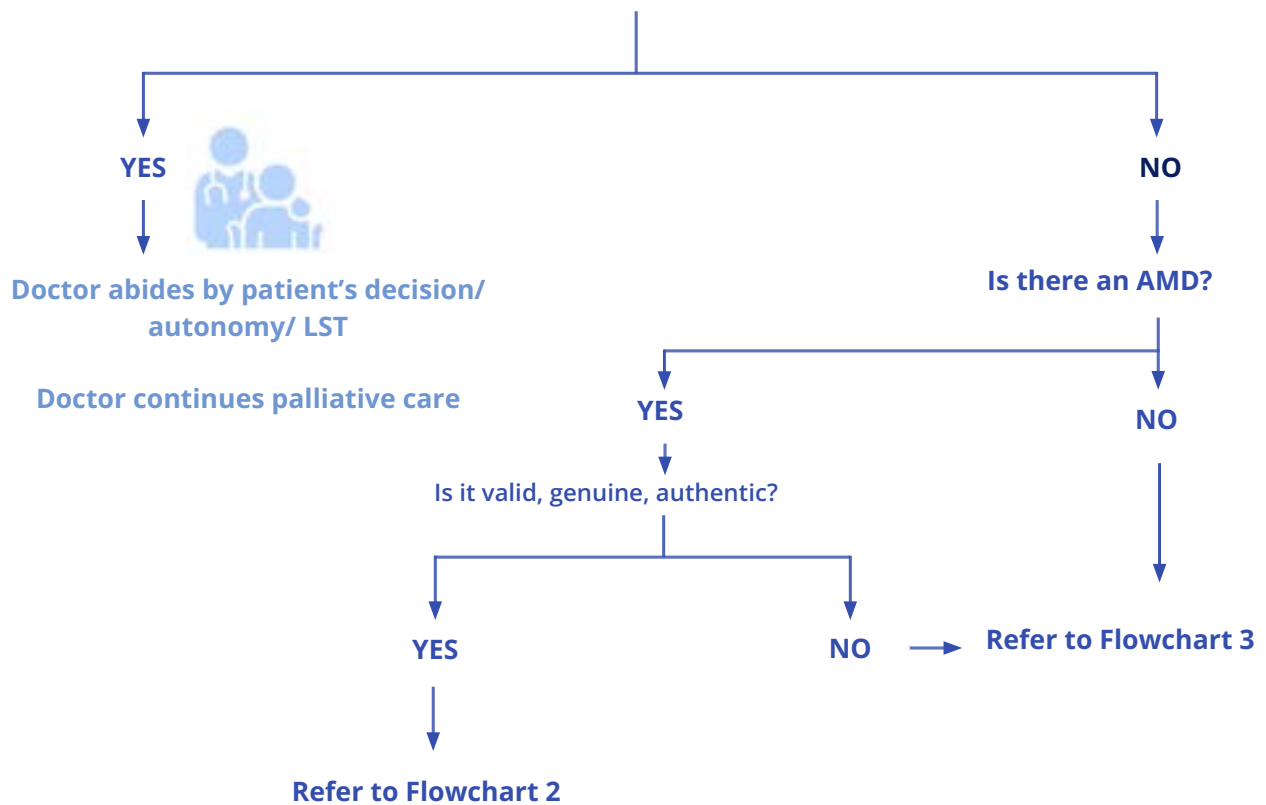 YES
NO
Doctor abides by patient’s decision/
autonomy/ LST
Is there an AMD?
Doctor continues palliative care
YES
NO
Is it valid, genuine, authentic?
YES
NO
Refer to Flowchart 3
Refer to Flowchart 2